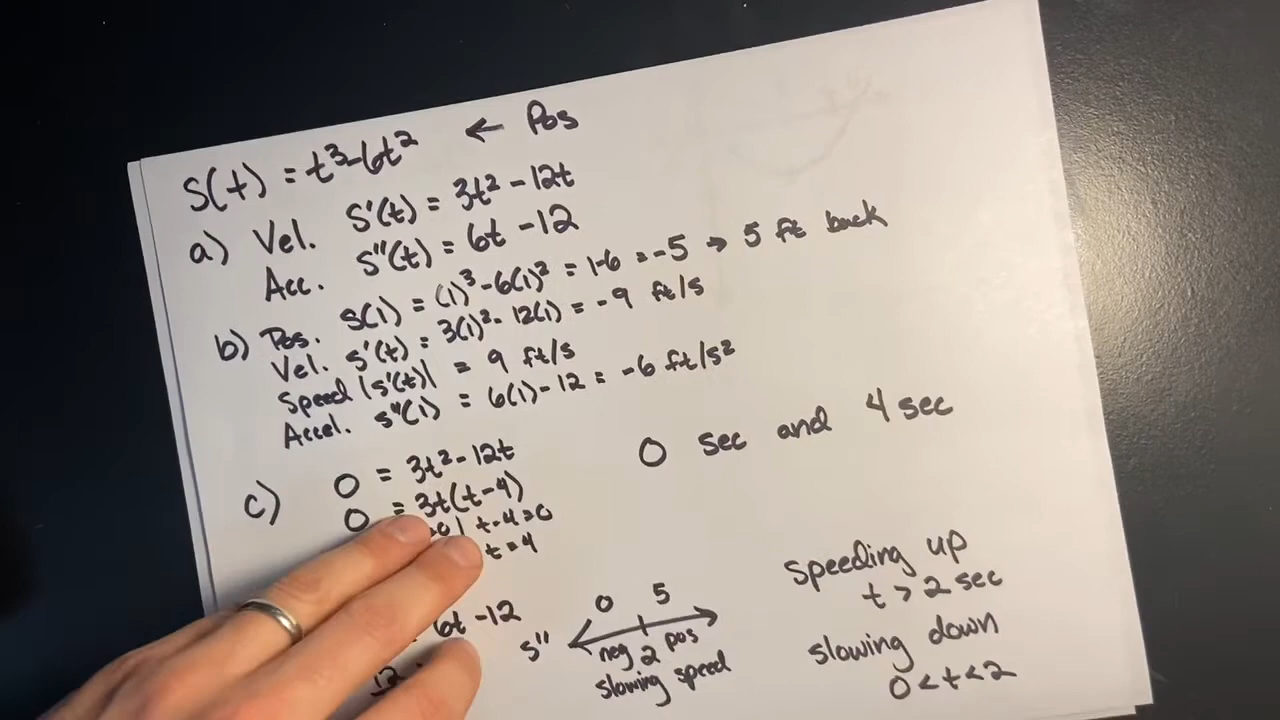 S(t) = t³-6t² ← Pos
a) Vel. s'(t) = 3t² - 12t
Acc. s"(t) = 6t - 12
b) Pos. s(1) = (1)³-6(1)² = 1-6 = -5 → 5 ft back
Vel. s'(t) = 3(1)² - 12(1) = -9 ft/s
Speed |s'(t)| = 9 ft/s
Accel. s"(1) = 6(1)-12 = -6 ft/s²
c) 0 = 3t²-12t
0 = 3t(t-4)
=0 | t-4=0
t=4
0 sec and 4 sec
6t-12
12
s"
0 5
neg 2 pos
slowing speed
Speeding up
t > 2 sec
slowing down
0<t<2